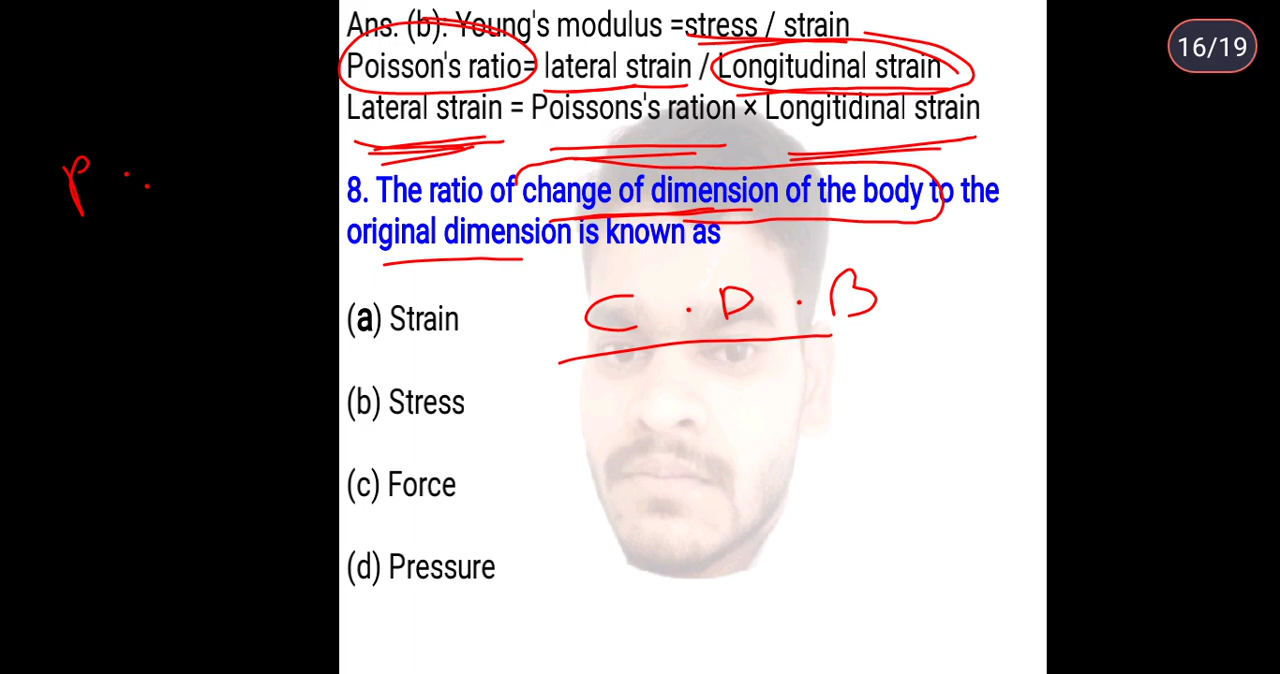 Ans. (b): Young's modulus =stress / strain
16/19
Poisson's ratio= lateral strain / Longitudinal strain
Lateral strain = Poissons's ration × Longitidinal strain
8. The ratio of change of dimension of the body to the
original dimension is known as
C . D . B
(a) Strain
(b) Stress
(c) Force
(d) Pressure